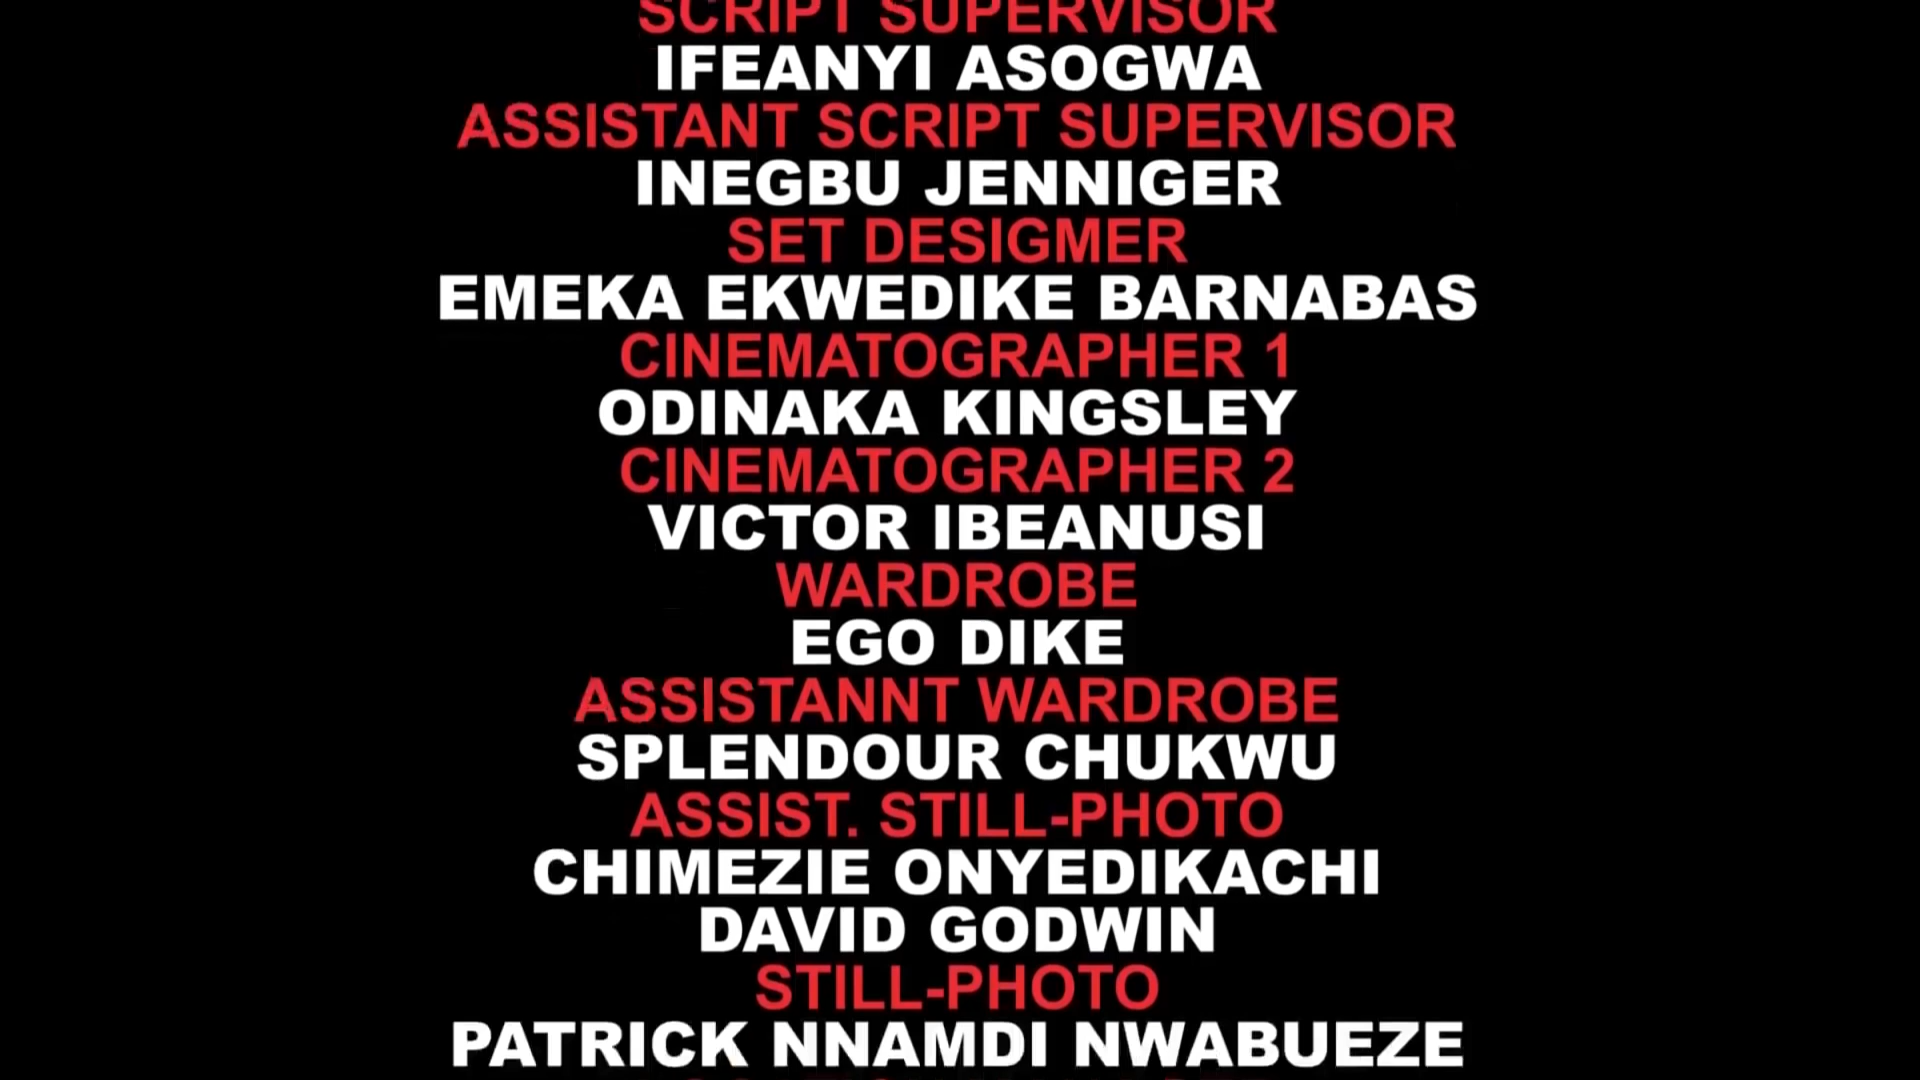 SCRIPT SUPERVISOR
IFEANYI ASOGWA
ASSISTANT SCRIPT SUPERVISOR
INEGBU JENNIGER
SET DESIGMER
EMEKA EKWEDIKE BARNABAS
CINEMATOGRAPHER 1
ODINAKA KINGSLEY
CINEMATOGRAPHER 2
VICTOR IBEANUSI
WARDROBE
EGO DIKE
ASSISTANNT WARDROBE
SPLENDOUR CHUKWU
ASSIST. STILL-PHOTO
CHIMEZIE ONYEDIKACHI
DAVID GODWIN
STILL-PHOTO
PATRICK NNAMDI NWABUEZE